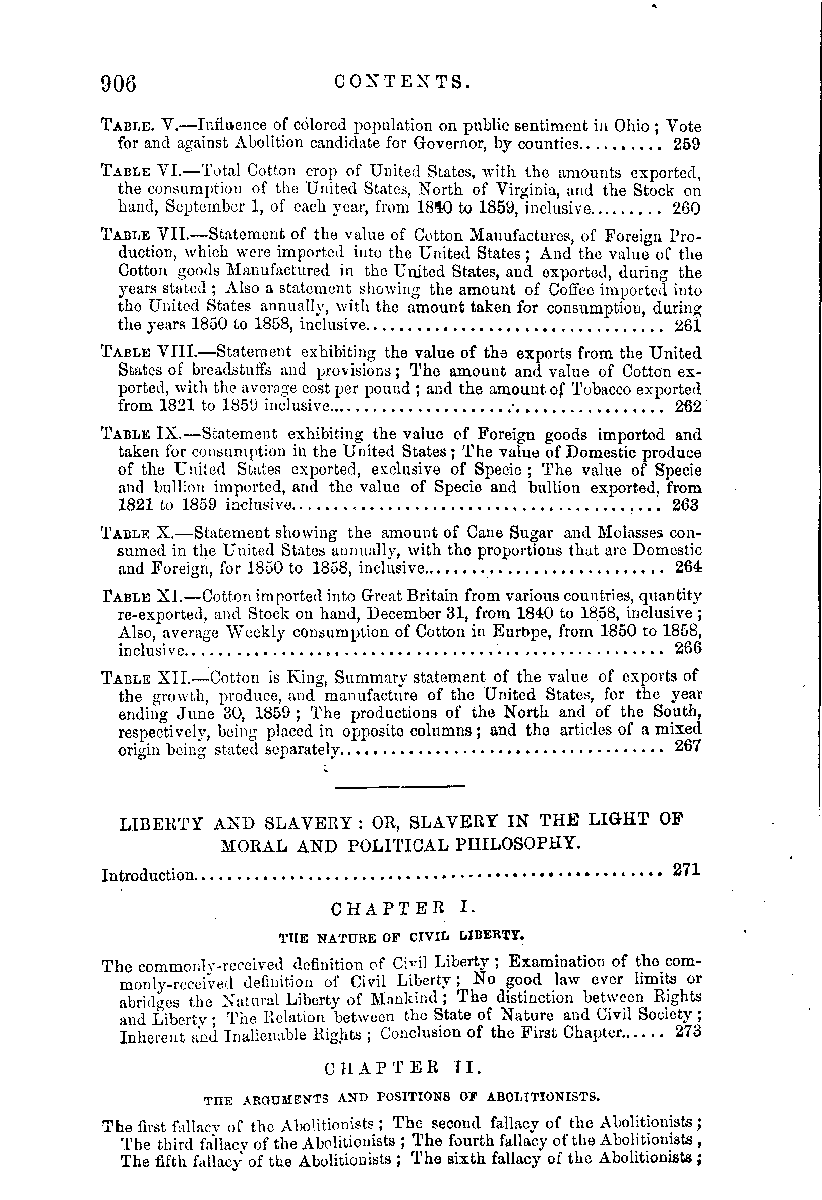 906 CONTENTS.
TABLE. V.—Influence of colored population on public sentiment in Ohio; Vote
for and against Abolition candidate for Governor, by counties.......... 259
TABLE VI.—Total Cotton crop of United States, with the amounts exported,
the consumption of the United States, North of Virginia, and the Stock on
hand, September 1, of each year, from 1840 to 1859, inclusive......... 260
TABLE VII.—Statement of the value of Cotton Manufactures, of Foreign Pro-
duction, which were imported into the United States; And the value of the
Cotton goods Manufactured in the United States, and exported, during the
years stated; Also a statement showing the amount of Coffee imported into
the United States annually, with the amount taken for consumption, during
the years 1850 to 1858, inclusive................................... 261
TABLE VIII.—Statement exhibiting the value of the exports from the United
States of breadstuffs and provisions; The amount and value of Cotton ex-
ported, with the average cost per pound; and the amount of Tobacco exported
from 1821 to 1859 inclusive....................................... 262
TABLE IX.—Statement exhibiting the value of Foreign goods imported and
taken for consumption in the United States; The value of Domestic produce
of the United States exported, exclusive of Specie; The value of Specie
and bullion imported, and the value of Specie and bullion exported, from
1821 to 1859 inclusive........................................... 263
TABLE X.—Statement showing the amount of Cane Sugar and Molasses con-
sumed in the United States annually, with the proportions that are Domestic
and Foreign, for 1850 to 1858, inclusive............................ 264
TABLE XI.—Cotton imported into Great Britain from various countries, quantity
re-exported, and Stock on hand, December 31, from 1840 to 1858, inclusive;
Also, average Weekly consumption of Cotton in Europe, from 1850 to 1858,
inclusive........................................................ 266
TABLE XII.—Cotton is King, Summary statement of the value of exports of
the growth, produce, and manufacture of the United States, for the year
ending June 30, 1859; The productions of the North and of the South,
respectively, being placed in opposite columns; and the articles of a mixed
origin being stated separately...................................... 267
LIBERTY AND SLAVERY: OR, SLAVERY IN THE LIGHT OF
MORAL AND POLITICAL PHILOSOPHY.
Introduction...................................................... 271
CHAPTER I.
THE NATURE OF CIVIL LIBERTY.
The commonly-received definition of Civil Liberty; Examination of the com-
monly-received definition of Civil Liberty; No good law ever limits or
abridges the Natural Liberty of Mankind; The distinction between Rights
and Liberty; The Relation between the State of Nature and Civil Society;
Inherent and Inalienable Rights; Conclusion of the First Chapter...... 273
CHAPTER II.
THE ARGUMENTS AND POSITIONS OF ABOLITIONISTS.
The first fallacy of the Abolitionists; The second fallacy of the Abolitionists;
The third fallacy of the Abolitionists; The fourth fallacy of the Abolitionists,
The fifth fallacy of the Abolitionists; The sixth fallacy of the Abolitionists;